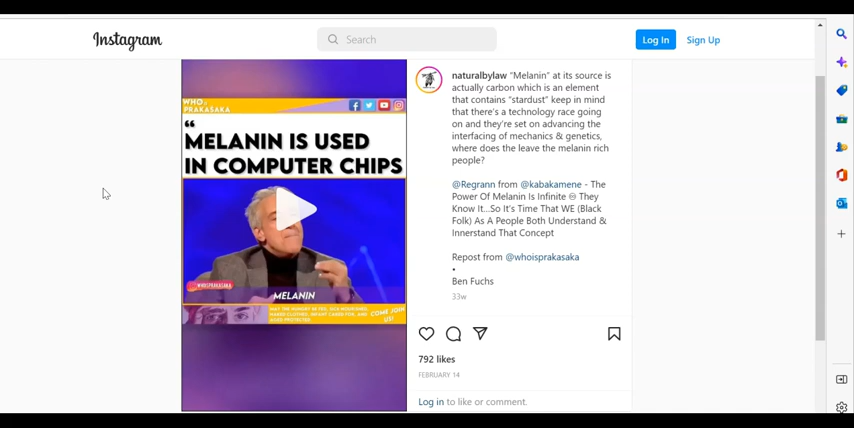 Instagram
Search
Log In
Sign Up
WHO is
PRAKASAKA
“
MELANIN IS USED
IN COMPUTER CHIPS
WHOISPRAKASAKA
MELANIN
COME JOIN
US!
naturalbylaw “Melanin” at its source is
actually carbon which is an element
that contains “stardust” keep in mind
that there's a technology race going
on and they're set on advancing the
interfacing of mechanics & genetics,
where does the leave the melanin rich
people?
@Regrann from @kabakamene - The
Power Of Melanin Is Infinite ♾ They
Know It...So It's Time That WE (Black
Folk) As A People Both Understand &
Innerstand That Concept
Repost from @whoisprakasaka
•
Ben Fuchs
33w
792 likes
FEBRUARY 14
Log in to like or comment.